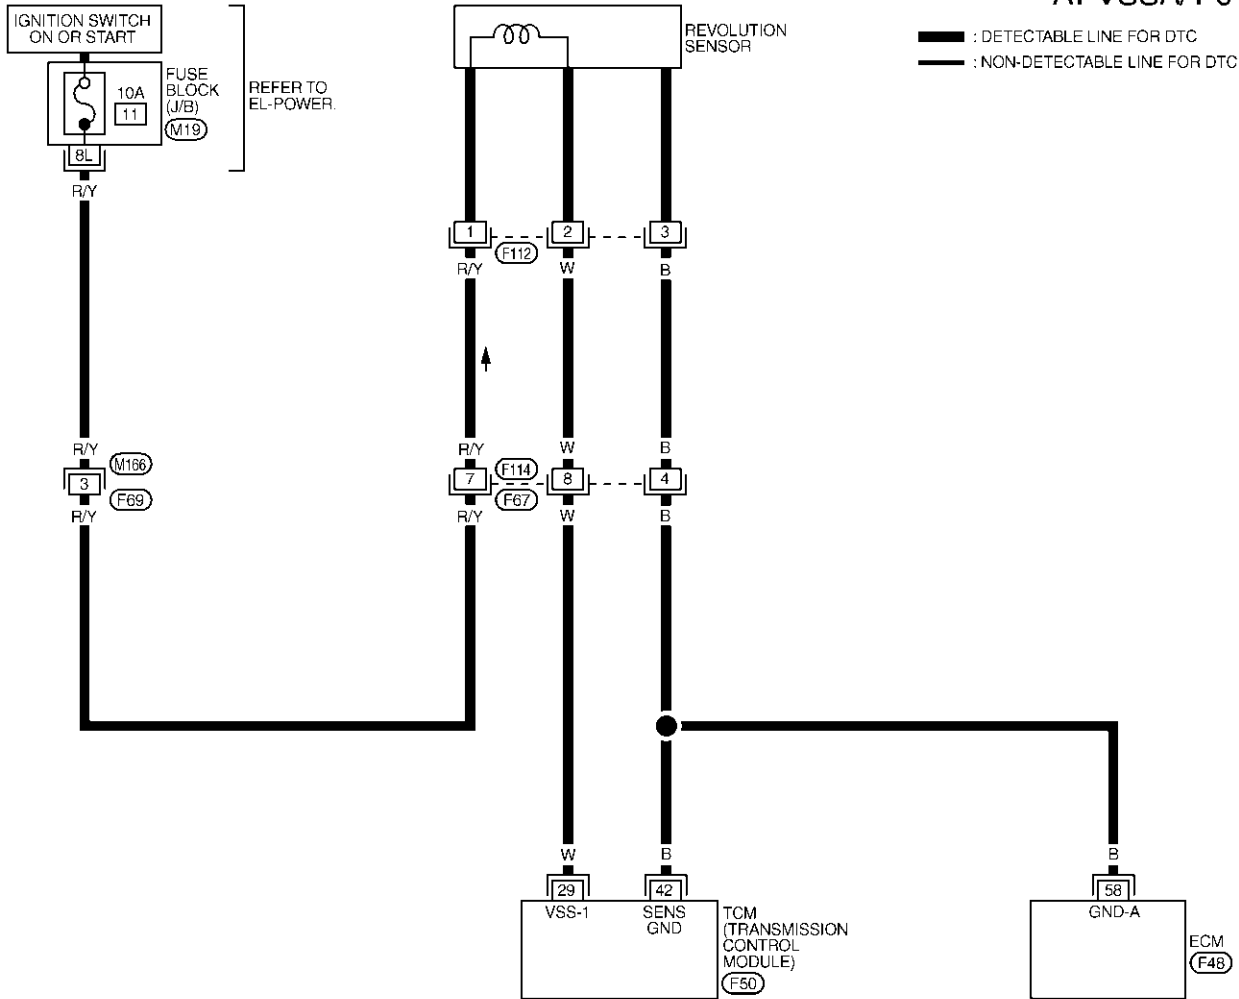 IGNITION SWITCH
ON OR START
10A
11
FUSE
BLOCK
(J/B)
M19
8L
R/Y
REFER TO
EL-POWER.
REVOLUTION
SENSOR
: DETECTABLE LINE FOR DTC
: NON-DETECTABLE LINE FOR DTC
1
2
3
F112
R/Y
W
B
R/Y
M166
3
F69
R/Y
R/Y
W
B
7
F114
8
4
F67
R/Y
W
B
W
B
B
29
42
58
VSS-1
SENS
GND
TCM
(TRANSMISSION
CONTROL
MODULE)
F50
GND-A
ECM
F48